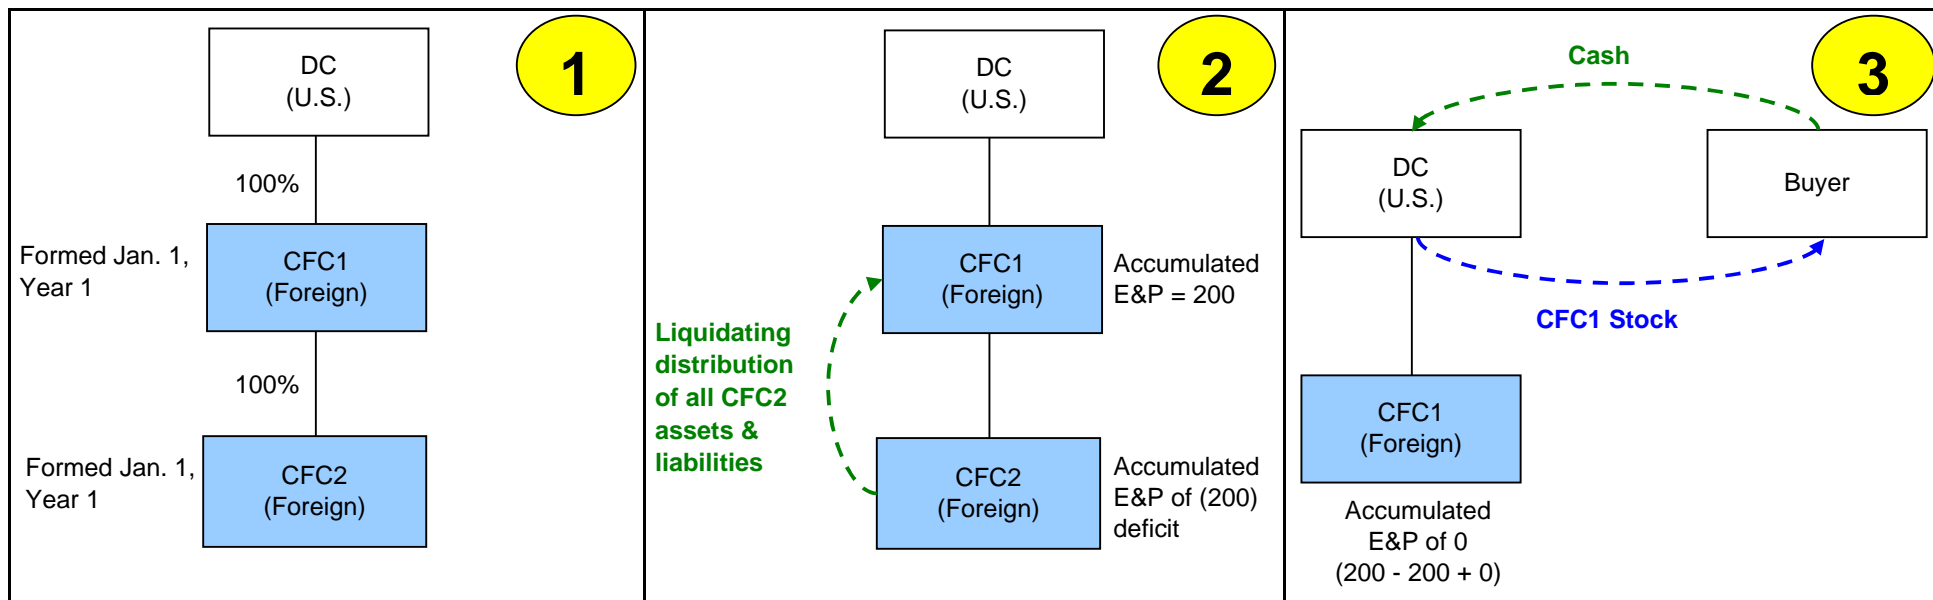 1
DC
(U.S.)
100%
Formed Jan. 1,
Year 1
CFC1
(Foreign)
100%
Formed Jan. 1,
Year 1
CFC2
(Foreign)
2
DC
(U.S.)
CFC1
(Foreign)
Accumulated
E&P = 200
Liquidating
distribution
of all CFC2
assets &
liabilities
CFC2
(Foreign)
Accumulated
E&P of (200)
deficit
3
Cash
DC
(U.S.)
Buyer
CFC1 Stock
CFC1
(Foreign)
Accumulated
E&P of 0
(200 - 200 + 0)